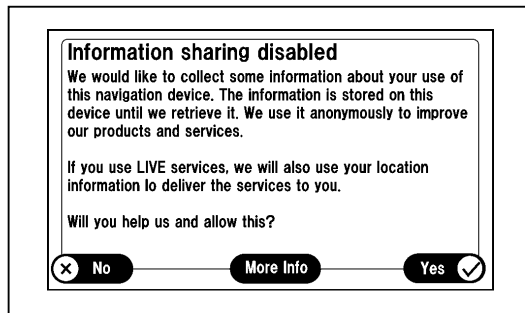 Information sharing disabled
We would like to collect some information about your use of
this navigation device. The information is stored on this
device until we retrieve it. We use it anonymously to improve
our products and services.
If you use LIVE services, we will also use your location
information lo deliver the services to you.
Will you help us and allow this?
No More Info Yes